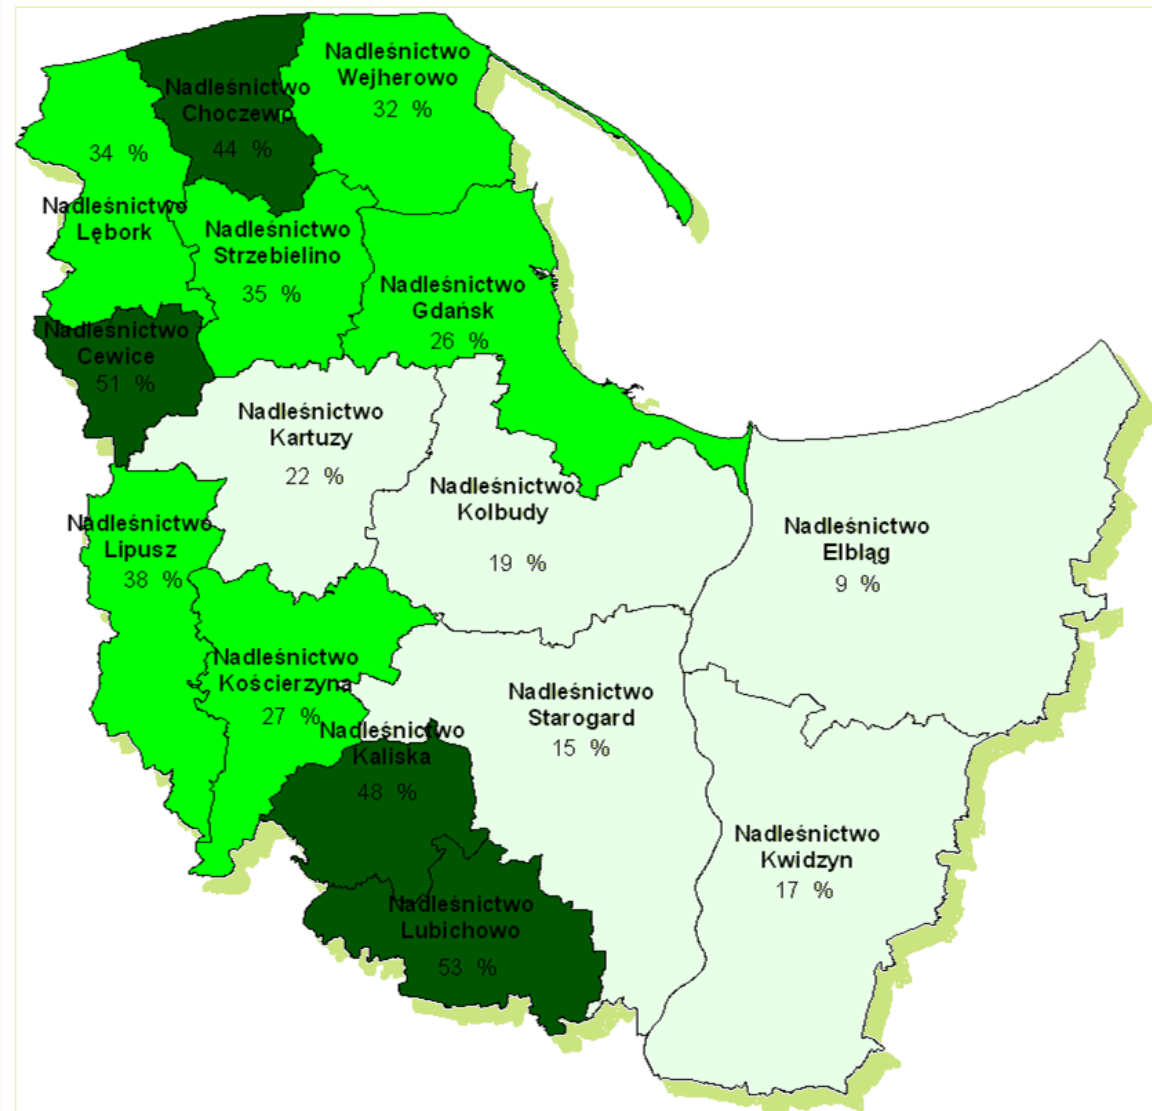 Nadleśnictwo
Wejherowo
32 %
Nadleśnictwo
Choczewo
44 %
34 %
Nadleśnictwo
Lębork
Nadleśnictwo
Strzebielino
35 %
Nadleśnictwo
Gdańsk
26 %
Nadleśnictwo
Cewice
51 %
Nadleśnictwo
Kartuzy
22 %
Nadleśnictwo
Kolbudy
19 %
Nadleśnictwo
Elbląg
9 %
Nadleśnictwo
Lipusz
38 %
Nadleśnictwo
Kościerzyna
27 %
Nadleśnictwo
Starogard
15 %
Nadleśnictwo
Kaliska
48 %
Nadleśnictwo
Kwidzyn
17 %
Nadleśnictwo
Lubichowo
53 %